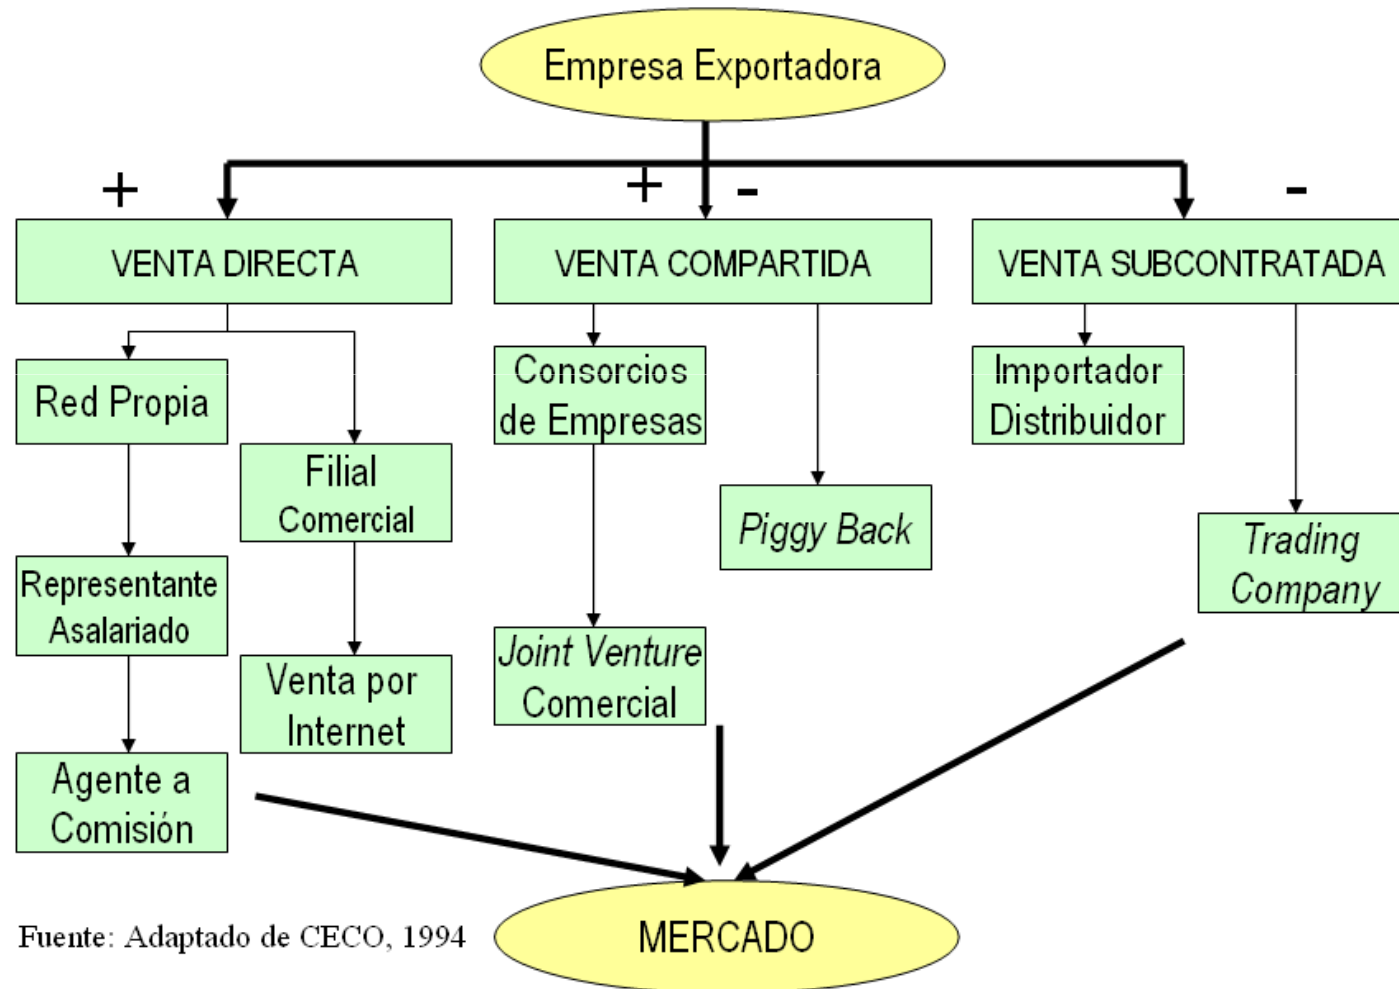 Empresa Exportadora
+
+ -
-
VENTA DIRECTA
VENTA COMPARTIDA
VENTA SUBCONTRATADA
Red Propia
Filial
Comercial
Representante
Asalariado
Venta por
Internet
Agente a
Comisión
Consorcios
de Empresas
Piggy Back
Joint Venture
Comercial
Importador
Distribuidor
Trading
Company
MERCADO
Fuente: Adaptado de CECO, 1994